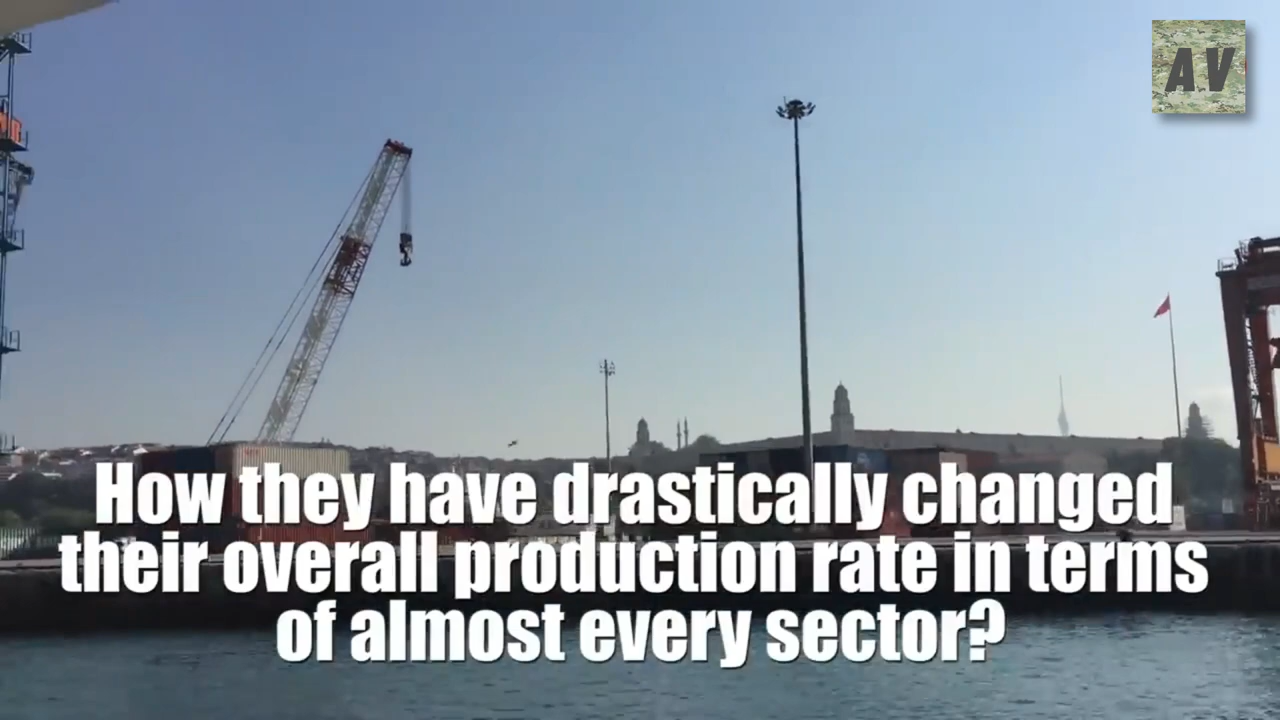 AV
How they have drastically changed
their overall production rate in terms
of almost every sector?